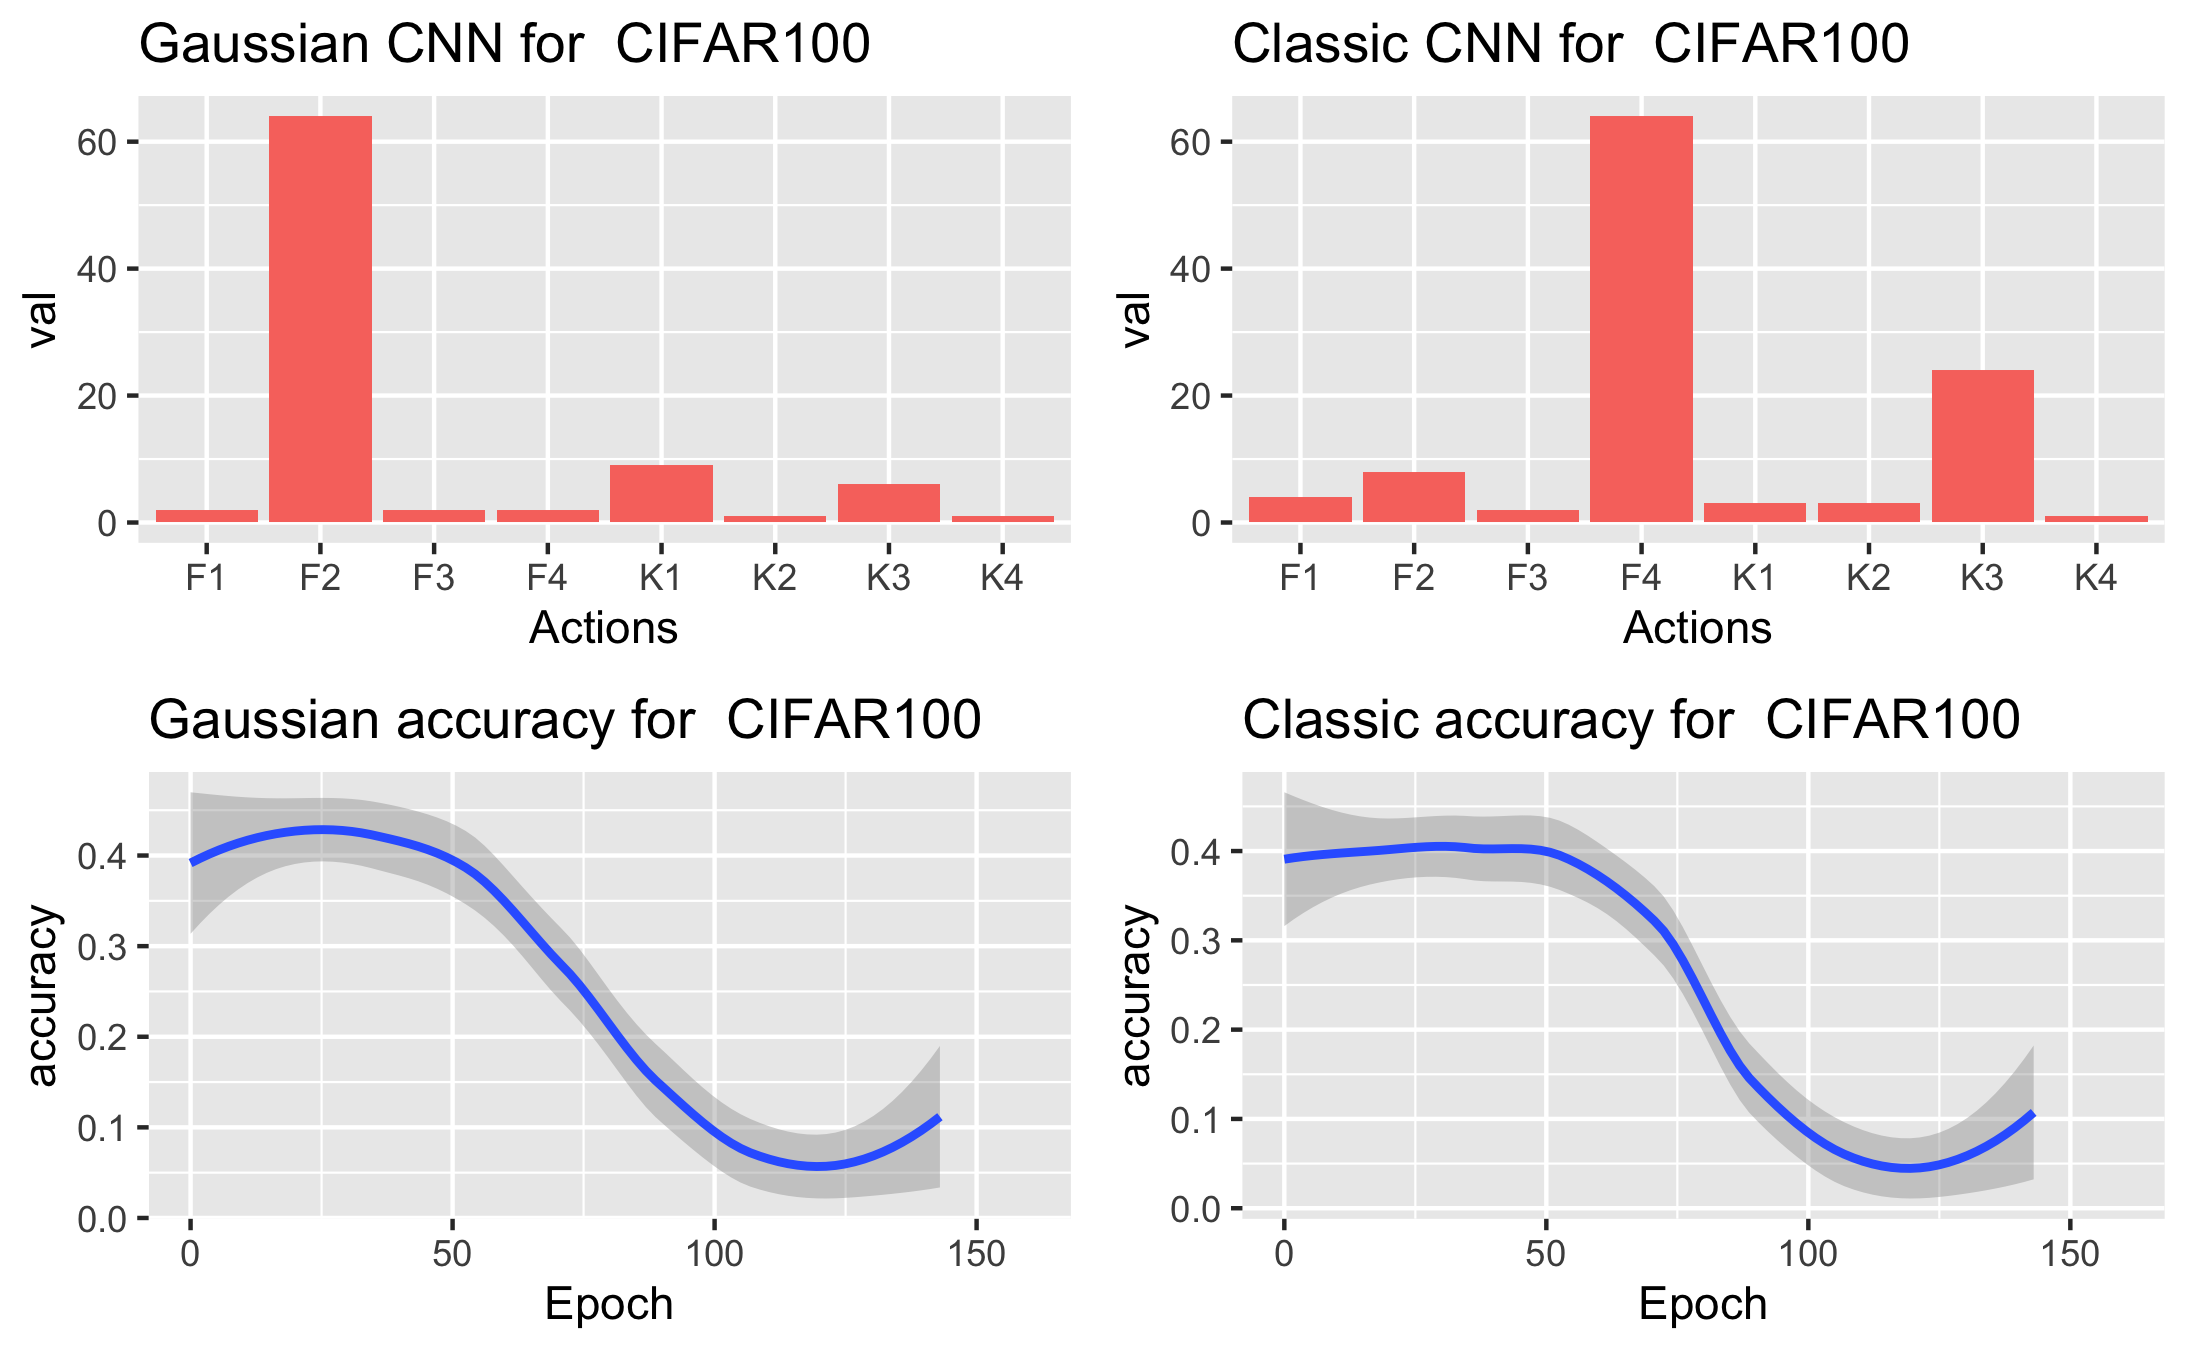 Gaussian CNN for  CIFAR100
60
40
20
0
val
F1 F2 F3 F4 K1 K2 K3 K4
Actions
Classic CNN for  CIFAR100
60
40
20
0
val
F1 F2 F3 F4 K1 K2 K3 K4
Actions
Gaussian accuracy for  CIFAR100
0.4
0.3
0.2
0.1
0.0
accuracy
0 50 100 150
Epoch
Classic accuracy for  CIFAR100
0.4
0.3
0.2
0.1
0.0
accuracy
0 50 100 150
Epoch